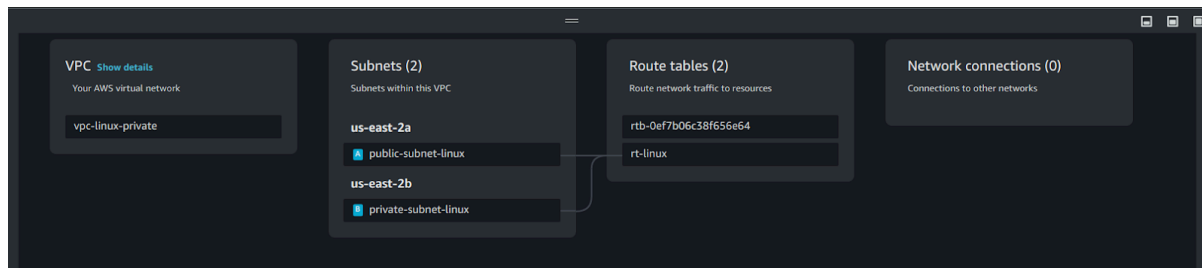 VPC Show details
Your AWS virtual network
vpc-linux-private
Subnets (2)
Subnets within this VPC
us-east-2a
A public-subnet-linux
us-east-2b
B private-subnet-linux
Route tables (2)
Route network traffic to resources
rtb-0ef7b06c38f656e64
rt-linux
Network connections (0)
Connections to other networks